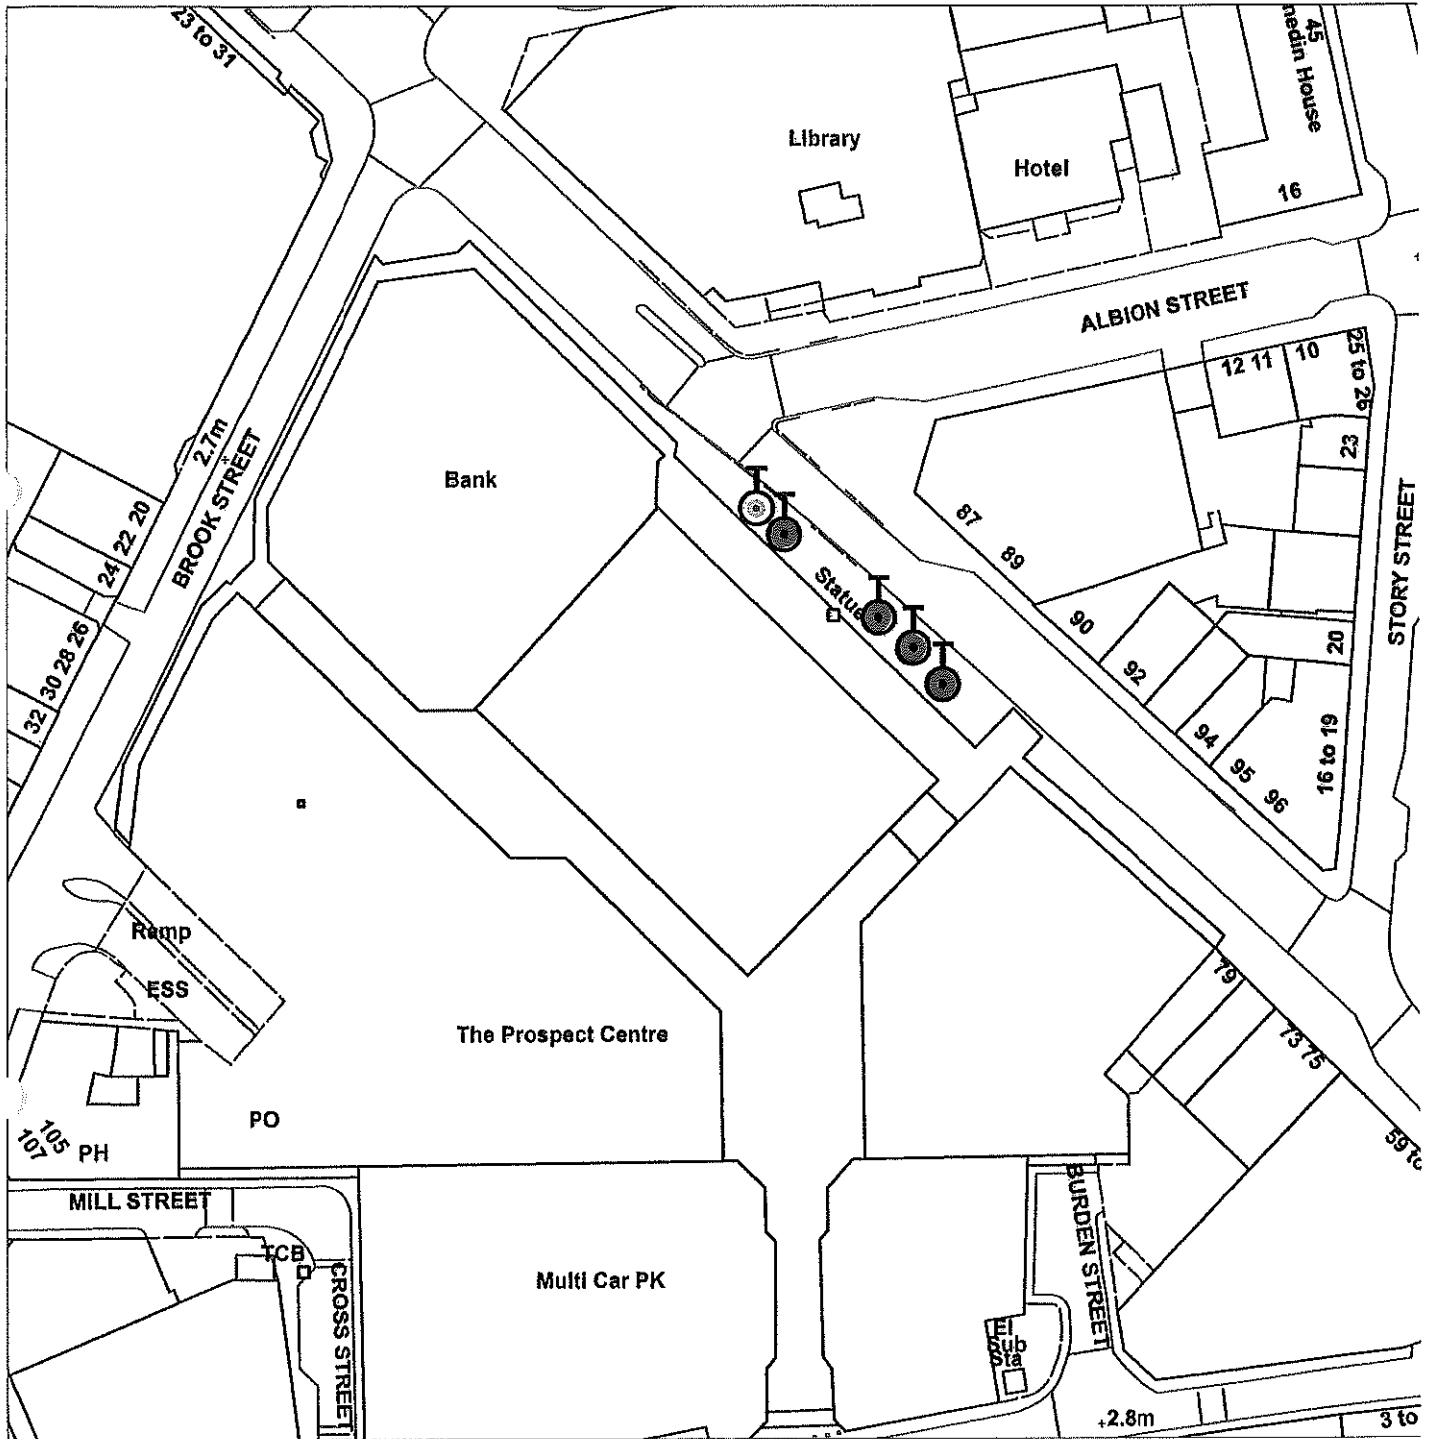 23 to 31
45
nedin House
Library
Hotel
16
ALBION STREET
12 11
10
25 to 26
23
2.7m
BROOK STREET
Bank
20
22
24
26
28
30
32
87
89
Statue
90
92
94
95
96
20
16 to 19
STORY STREET
Ramp
ESS
79
73 75
59 to
The Prospect Centre
PO
105
107
PH
MILL STREET
TCB
CROSS STREET
Multi Car PK
BURDEN STREET
El
Sub
Sta
+2.8m
3 to